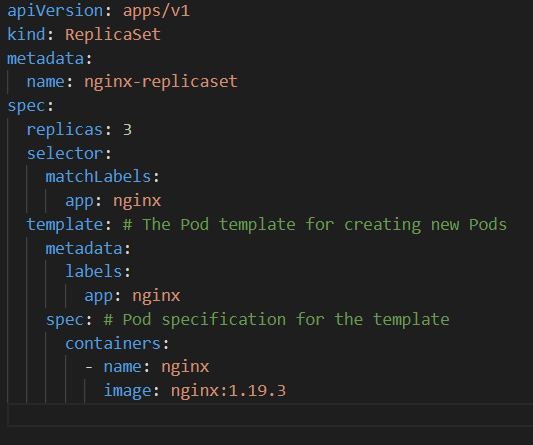 apiVersion: apps/v1
kind: ReplicaSet
metadata:
  name: nginx-replicaset
spec:
  replicas: 3
  selector:
    matchLabels:
      app: nginx
  template: # The Pod template for creating new Pods
    metadata:
      labels:
        app: nginx
    spec: # Pod specification for the template
      containers:
        - name: nginx
          image: nginx:1.19.3